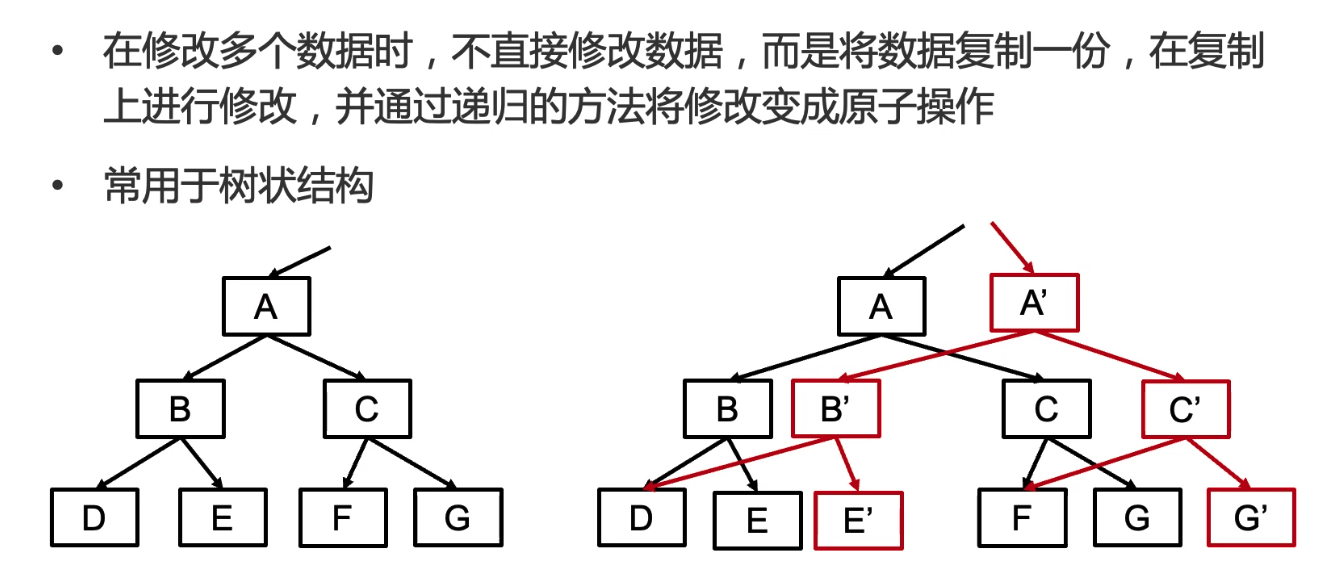 • 在修改多个数据时，不直接修改数据，而是将数据复制一份，在复制
上进行修改，并通过递归的方法将修改变成原子操作
• 常用于树状结构
A A A’
B C B B’ C C’
D E F G D E E’ F G G’